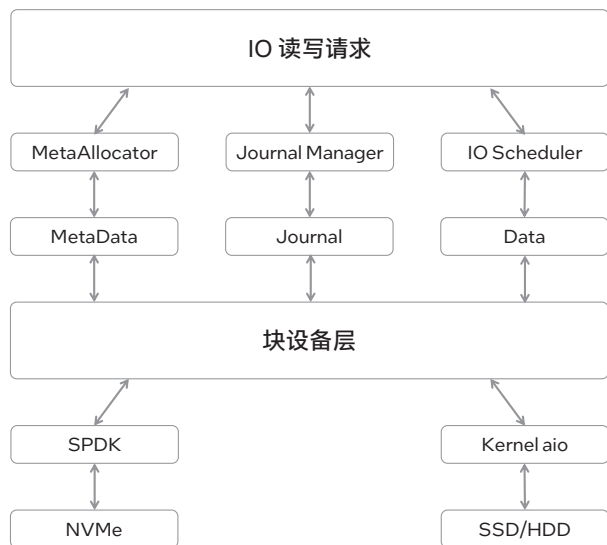 IO 读写请求
MetaAllocator
Journal Manager
IO Scheduler
MetaData
Journal
Data
块设备层
SPDK
Kernel aio
NVMe
SSD/HDD